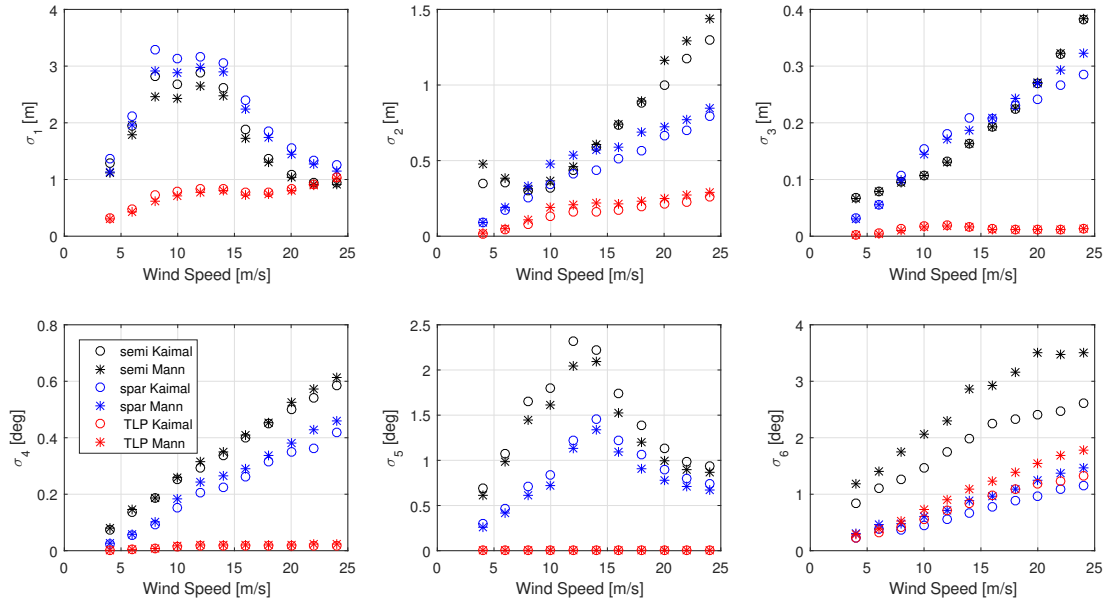 4
3
2
1
0
0 5 10 15 20 25
σ1 [m]
Wind Speed [m/s]
1.5
1
0.5
0
0 5 10 15 20 25
σ2 [m]
Wind Speed [m/s]
0.4
0.3
0.2
0.1
0
0 5 10 15 20 25
σ3 [m]
Wind Speed [m/s]
0.8
0.6
0.4
0.2
0
0 5 10 15 20 25
σ4 [deg]
Wind Speed [m/s]
semi Kaimal
semi Mann
spar Kaimal
spar Mann
TLP Kaimal
TLP Mann
2.5
2
1.5
1
0.5
0
0 5 10 15 20 25
σ5 [deg]
Wind Speed [m/s]
6
4
2
0
0 5 10 15 20 25
σ6 [deg]
Wind Speed [m/s]